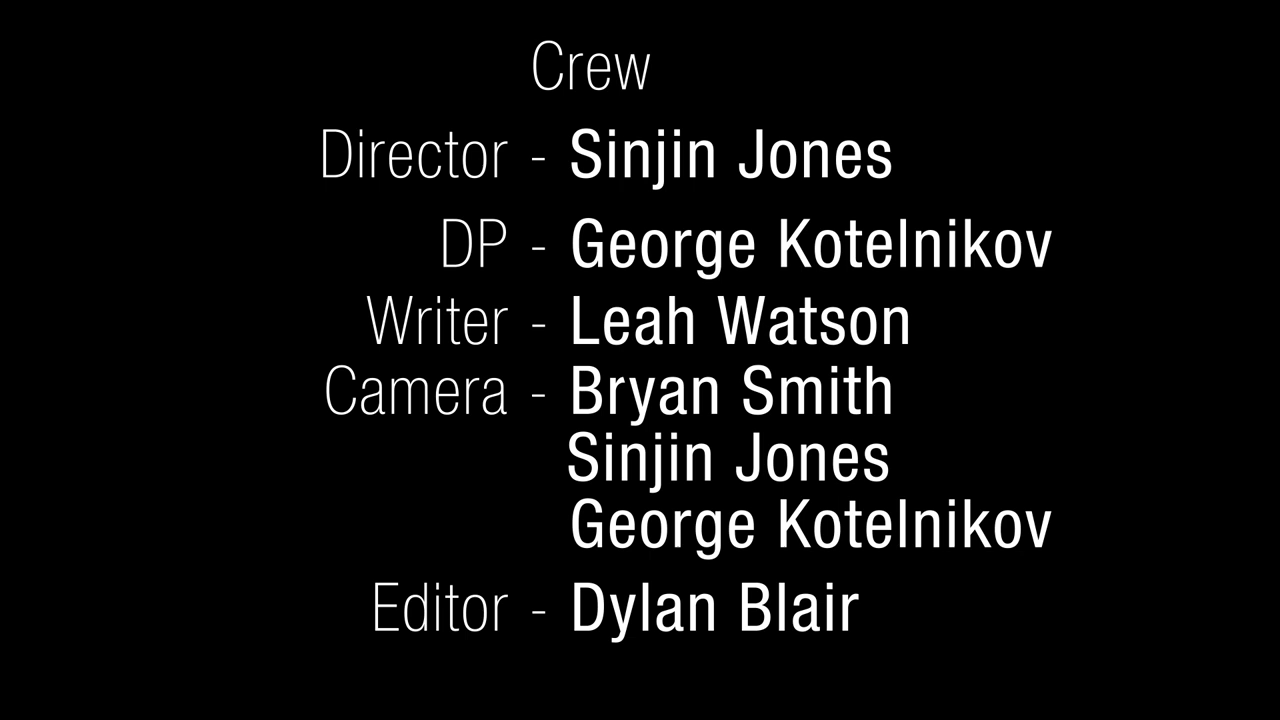 Crew
Director - Sinjin Jones
DP - George Kotelnikov
Writer - Leah Watson
Camera - Bryan Smith
Sinjin Jones
George Kotelnikov
Editor - Dylan Blair